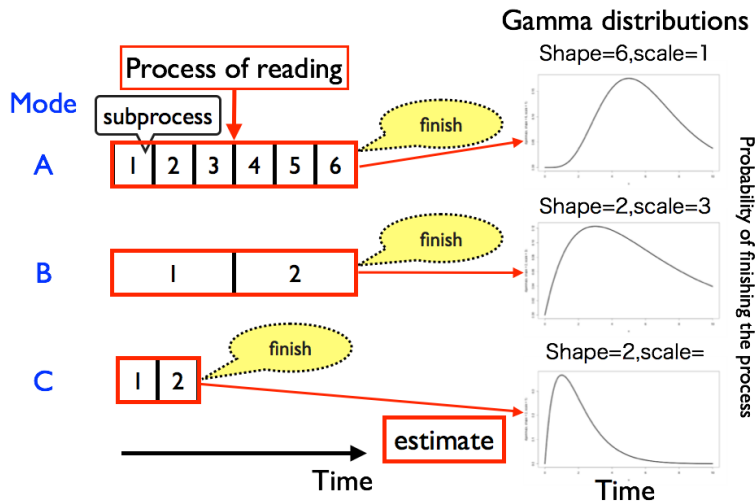 Gamma distributions
Shape=6,scale=1
Process of reading
Mode
subprocess
finish
A
1 2 3 4 5 6
Shape=2,scale=3
finish
B
1 2
Probability of finishing the process
Shape=2,scale=
finish
C
1 2
estimate
Time
Time